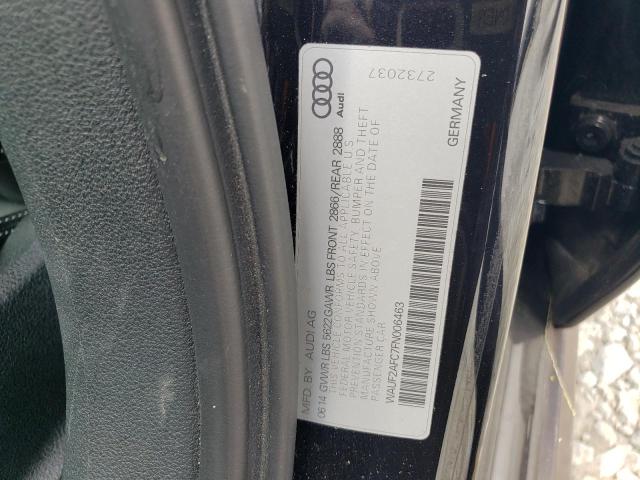 MFD. BY AUDI AG
06 14 GVWR LBS 5622 GAWR LBS FRONT 2866/REAR 2888
THIS VEHICLE CONFORMS TO ALL APPLICABLE U.S
FEDERAL MOTOR VEHICLE SAFETY, BUMPER AND THEFT
PREVENTION STANDARDS IN EFFECT ON THE DATE OF
MANUFACTURE SHOWN ABOVE
PASSENGER CAR
WAUF2AFC7FN006463
GERMANY
Audi
2732037